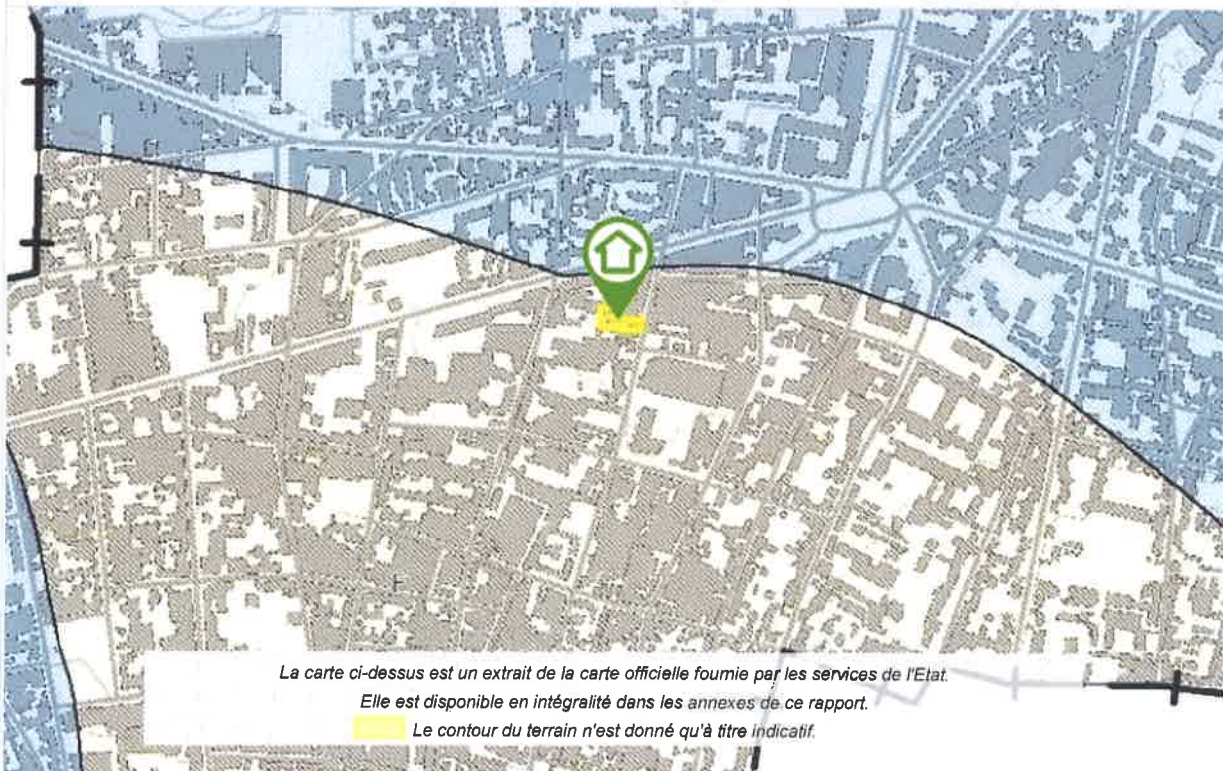 La carte ci-dessus est un extrait de la carte officielle fournie par les services de l'Etat.
Elle est disponible en intégralité dans les annexes de ce rapport.
Le contour du terrain n'est donné qu'à titre indicatif.